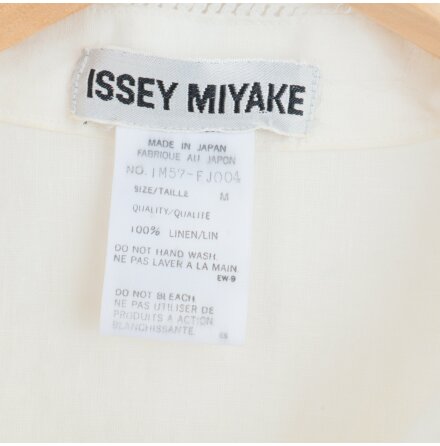 ISSEY MIYAKE
MADE IN JAPAN
FABRIQUE AU JAPON
NO. IM57-FJ004
SIZE/TAILLE M
QUALITY/QUALITE
100% LINEN/LIN
DO NOT HAND WASH.
NE PAS LAVER A LA MAIN.
EW-9
DO NOT BLEACH.
NE PAS UTILISER DE
PRODUITS A ACTION
BLANCHISSANTE.